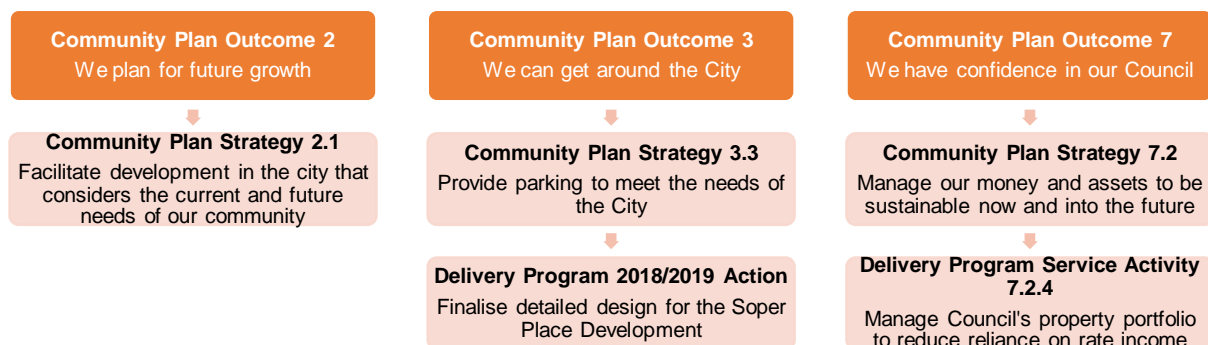 Community Plan Outcome 2
We plan for future growth
Community Plan Strategy 2.1
Facilitate development in the city that
considers the current and future
needs of our community
Community Plan Outcome 3
We can get around the City
Community Plan Strategy 3.3
Provide parking to meet the needs of
the City
Delivery Program 2018/2019 Action
Finalise detailed design for the Soper
Place Development
Community Plan Outcome 7
We have confidence in our Council
Community Plan Strategy 7.2
Manage our money and assets to be
sustainable now and into the future
Delivery Program Service Activity
7.2.4
Manage Council's property portfolio
to reduce reliance on rate income